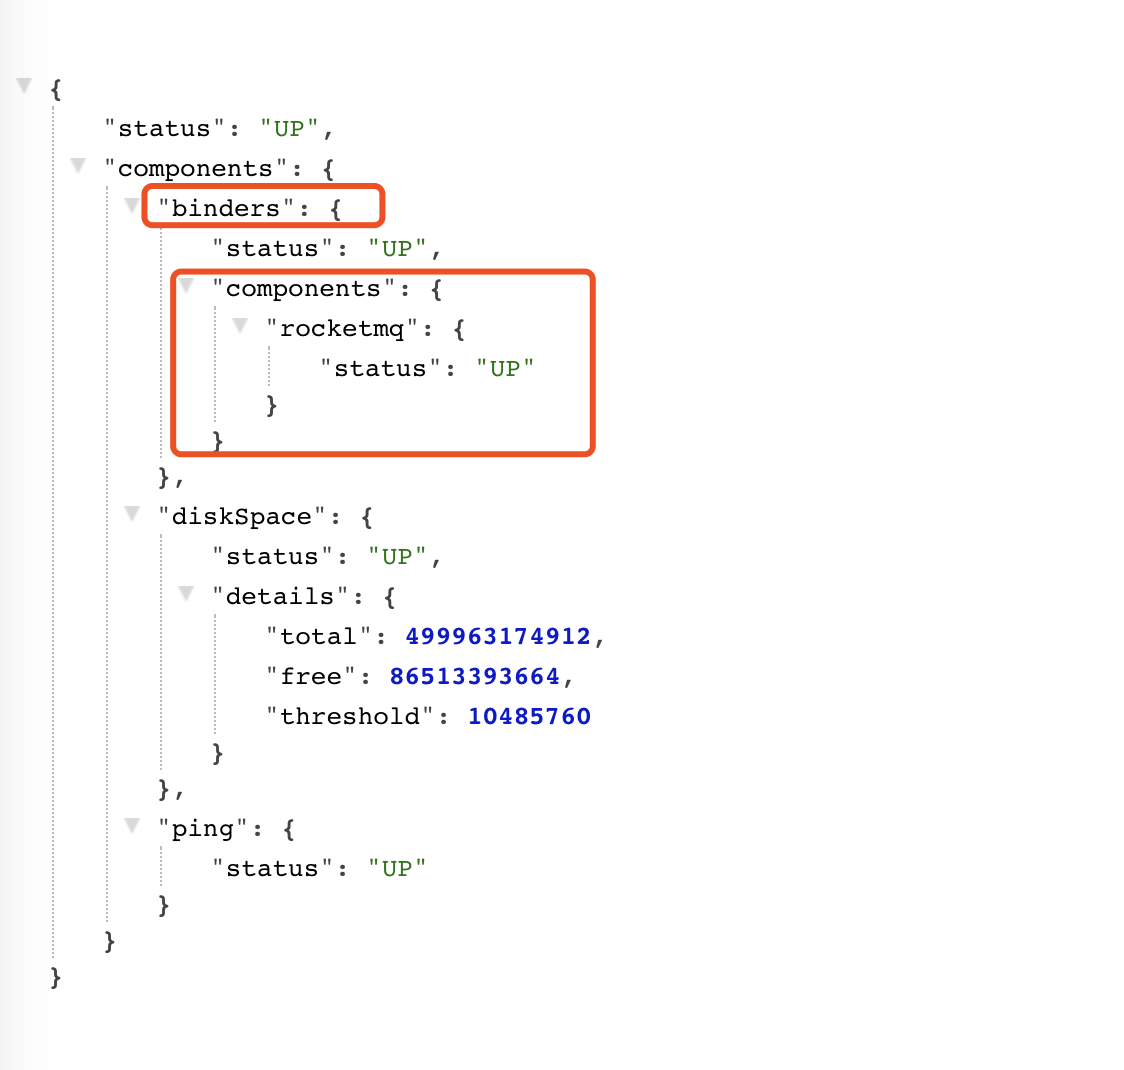 {
"status": "UP",
"components": {
"binders": {
"status": "UP",
"components": {
"rocketmq": {
"status": "UP"
}
}
},
"diskSpace": {
"status": "UP",
"details": {
"total": 499963174912,
"free": 86513393664,
"threshold": 10485760
}
},
"ping": {
"status": "UP"
}
}
}